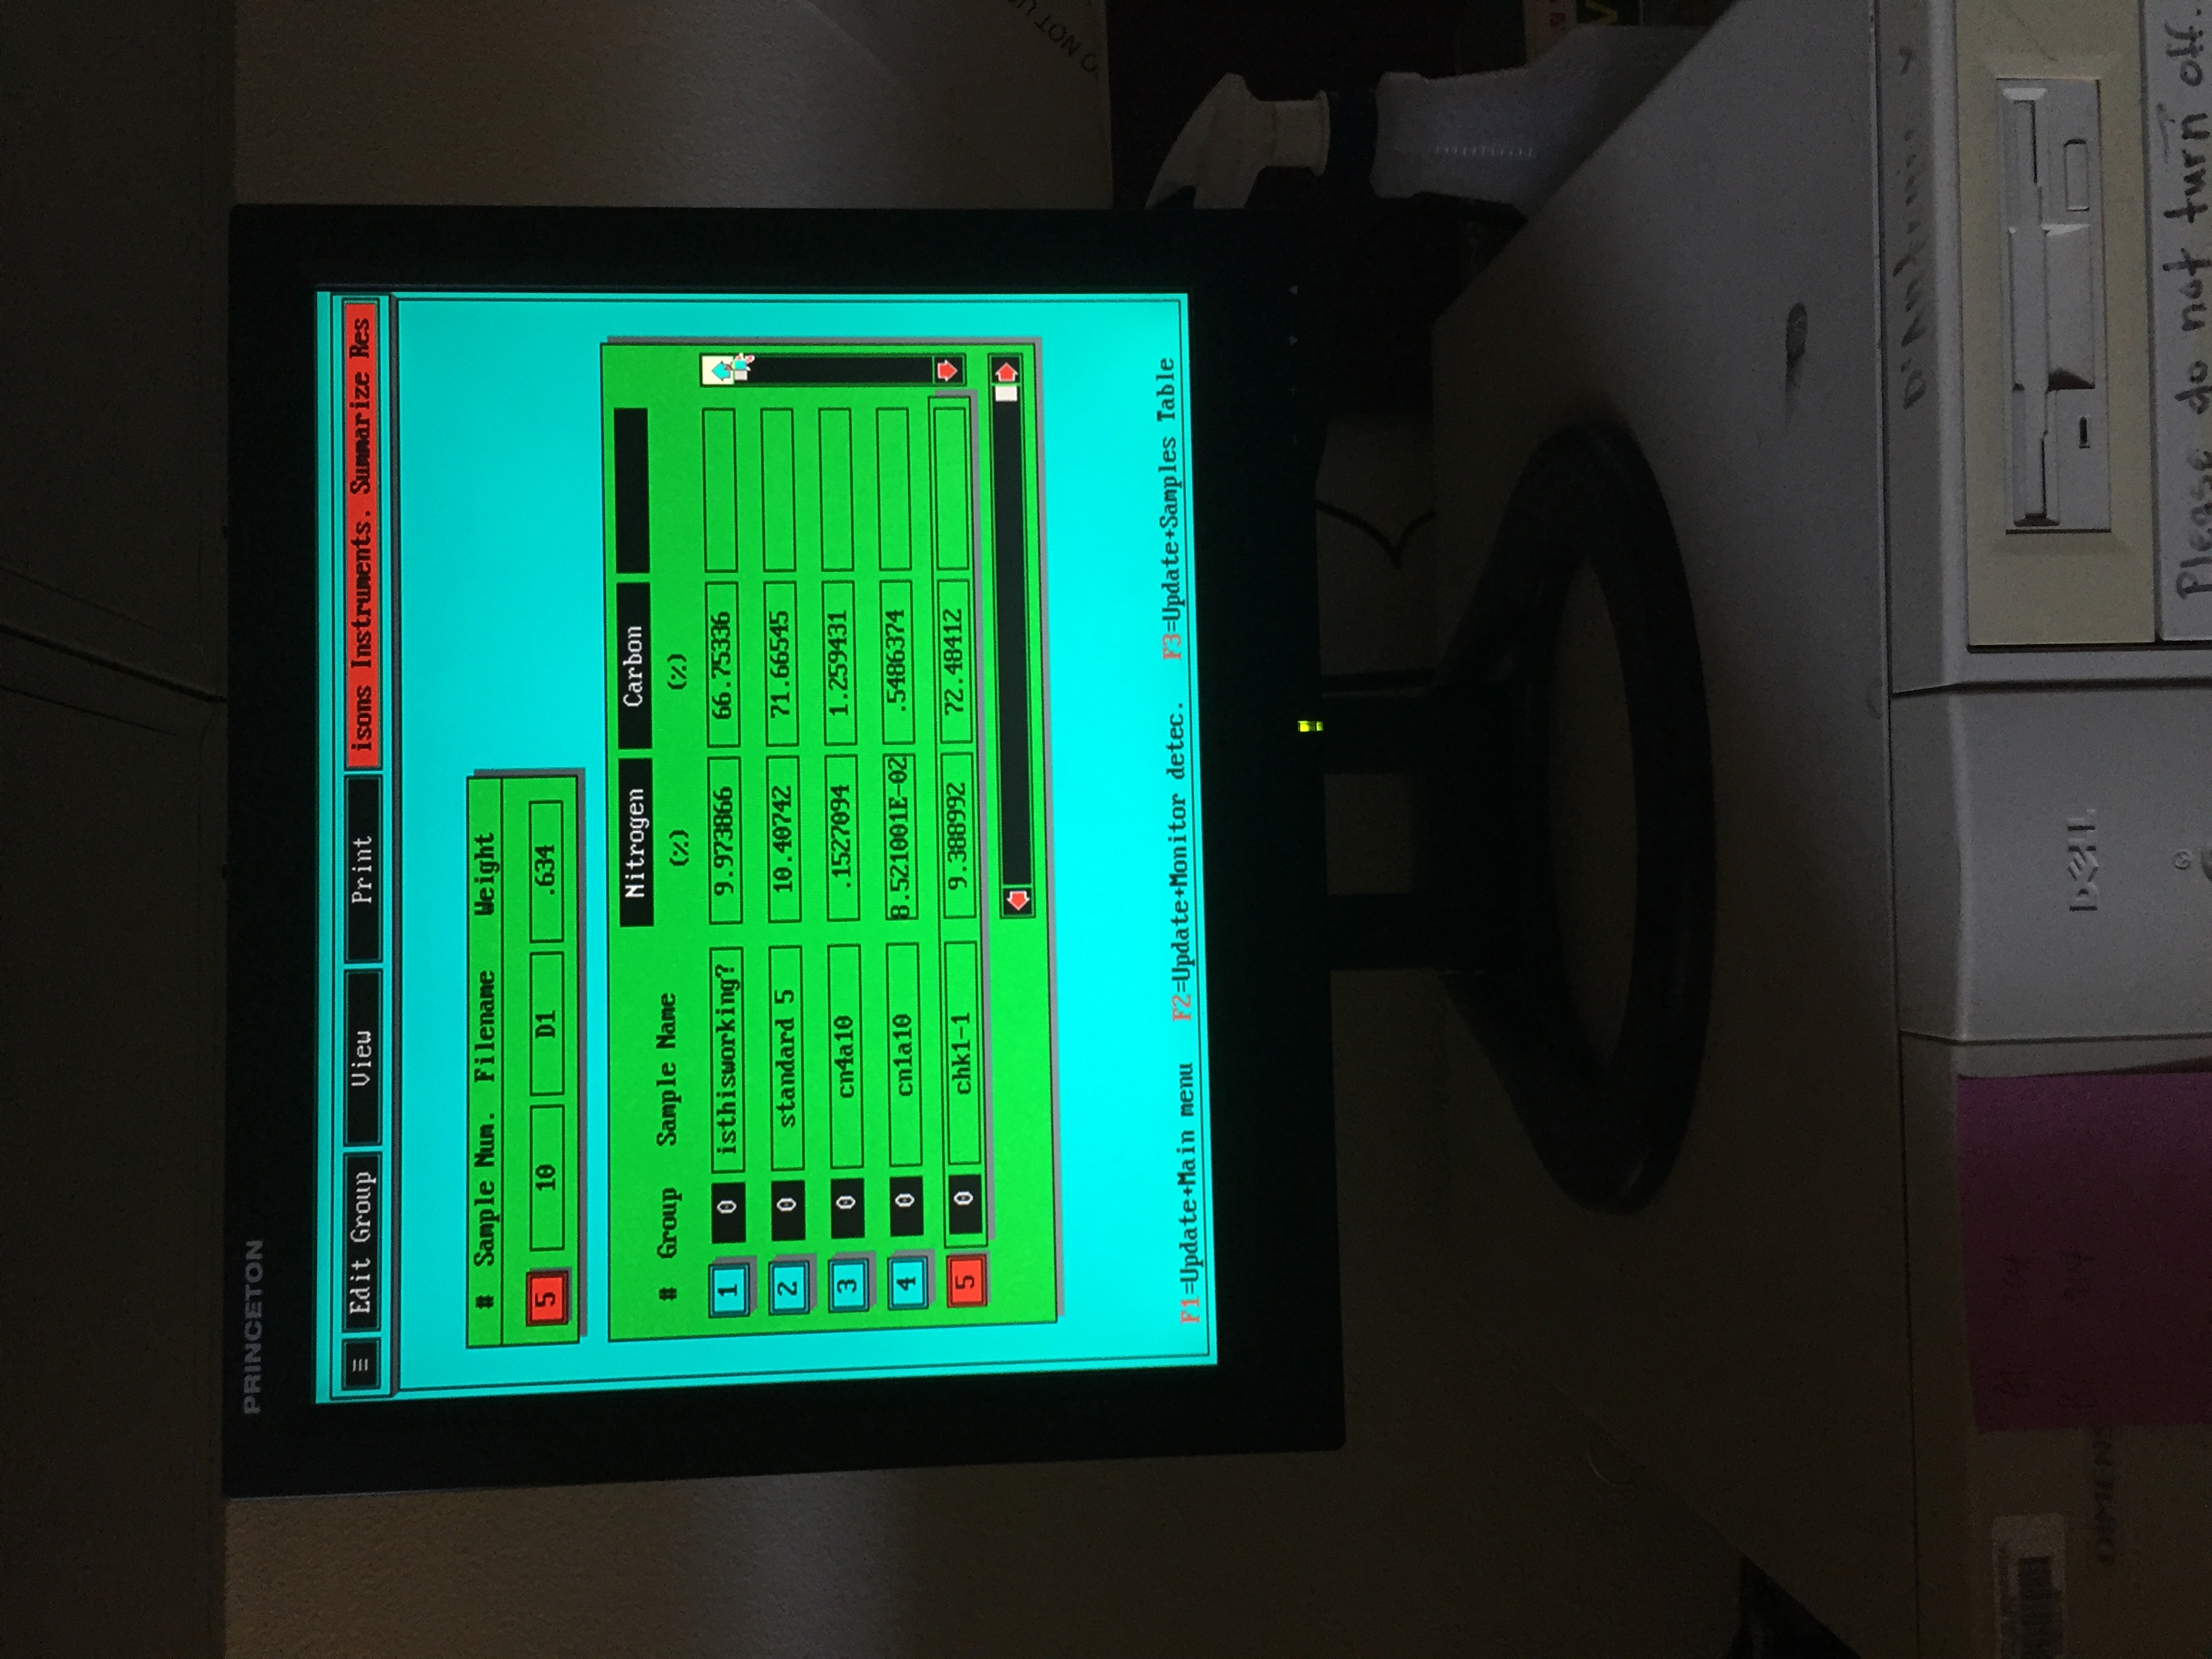 PRINCETON
≡ Edit Group View Print isons Instruments. Summarize Res
# Sample Num. Filename Weight
5 10 D1 .634
Nitrogen Carbon
# Group Sample Name (%) (%)
1 0 isthisworking? 9.973866 66.75336
2 0 standard 5 10.40742 71.66545
3 0 cn4a10 .1527094 1.259431
4 0 cn1a10 8.521001E-02 .5486374
5 0 chk1-1 9.388992 72.48412
F1=Update+Main menu F2=Update+Monitor detec. F3=Update+Samples Table
NOT
D'Antonio
DELL
DIMENS
Please do not turn off.